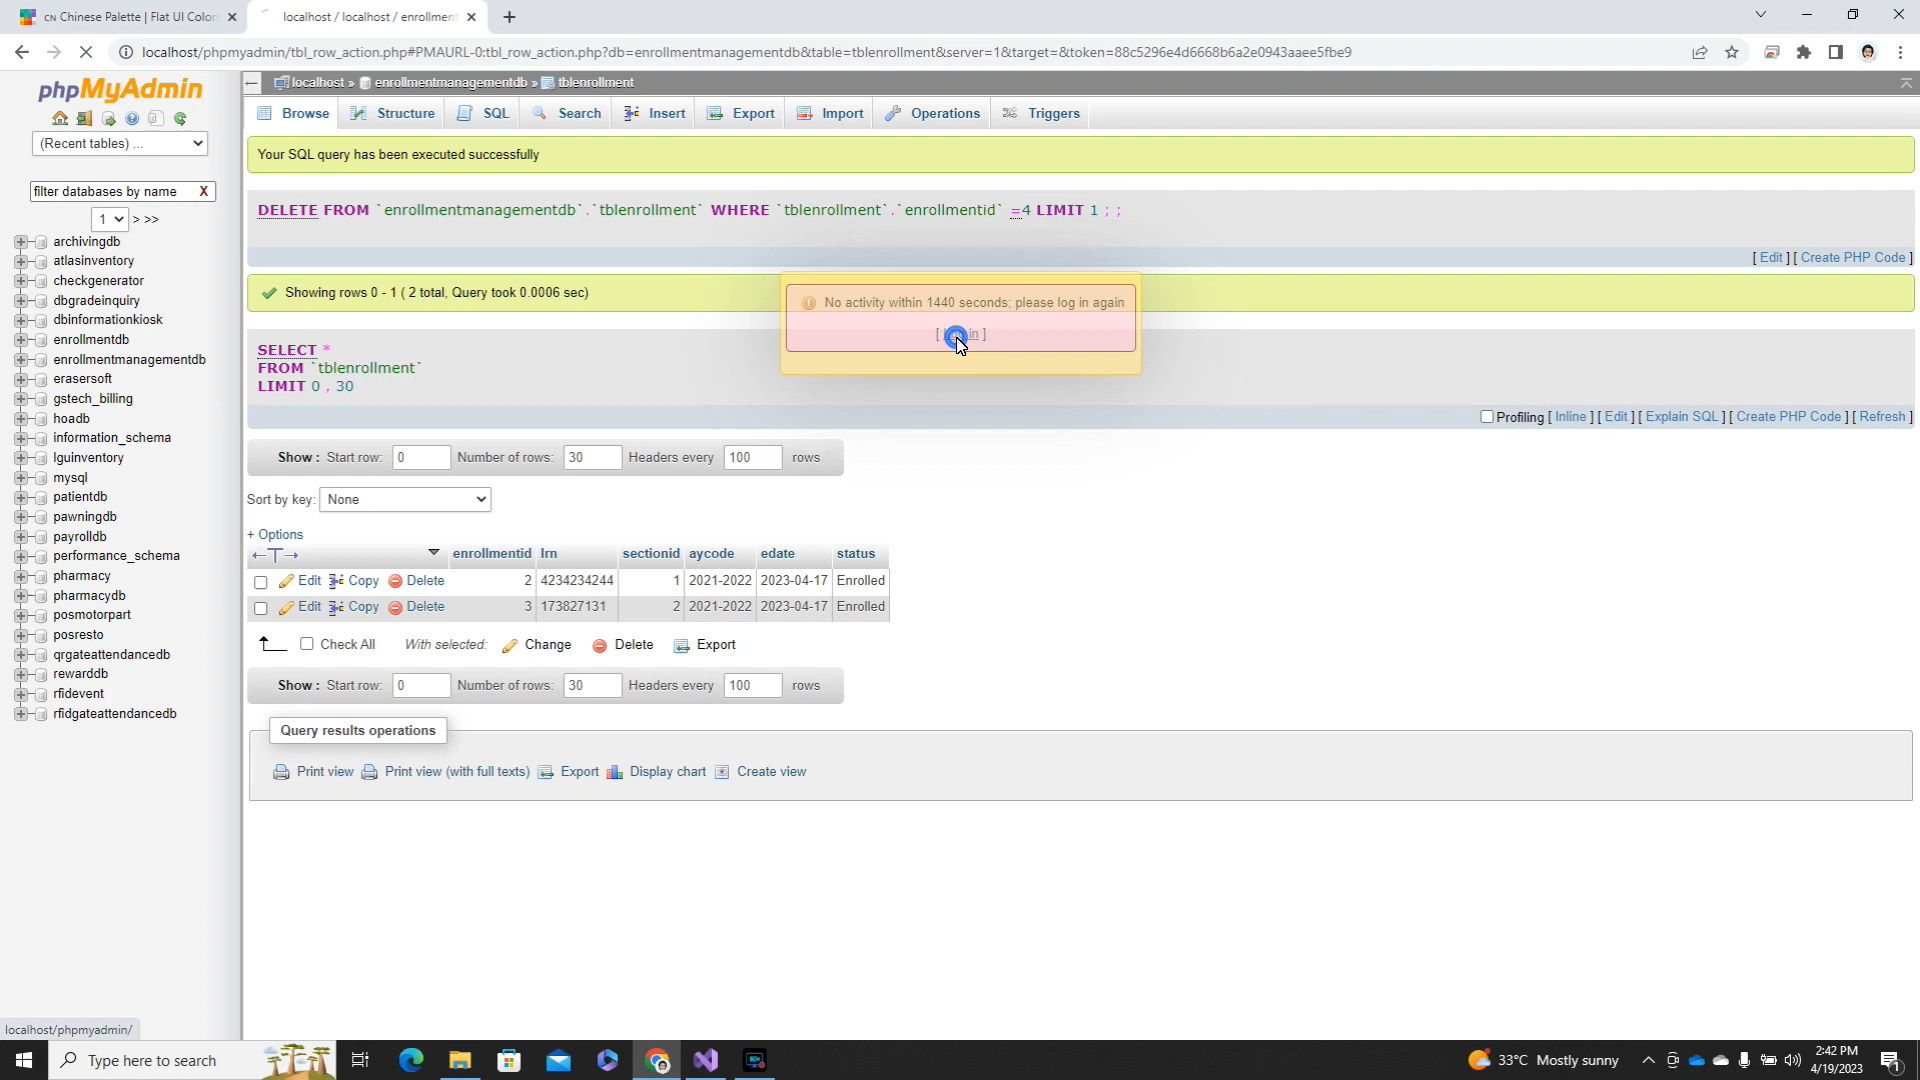 CN Chinese Palette | Flat UI Color
localhost / localhost / enrollment
localhost/phpmyadmin/tbl_row_action.php#PMAURL-0:tbl_row_action.php?db=enrollmentmanagementdb&table=tblenrollment&server=1&target=&token=88c5296e4d6668b6a2e0943aaee5fbe9
phpMyAdmin
(Recent tables) ...
filter databases by name X
1 > >>
archivingdb
atlasinventory
checkgenerator
dbgradeinquiry
dbinformationkiosk
enrollmentdb
enrollmentmanagementdb
erasersoft
gstech_billing
hoadb
information_schema
lguinventory
mysql
patientdb
pawningdb
payrolldb
performance_schema
pharmacy
pharmacydb
posmotorpart
posresto
qrgateattendancedb
rewarddb
rfidevent
rfidgateattendancedb
localhost » enrollmentmanagementdb » tblenrollment
Browse Structure SQL Search Insert Export Import Operations Triggers
Your SQL query has been executed successfully
DELETE FROM `enrollmentmanagementdb`.`tblenrollment` WHERE `tblenrollment`.`enrollmentid` =4 LIMIT 1 ; ;
[ Edit ] [ Create PHP Code ]
Showing rows 0 - 1 ( 2 total, Query took 0.0006 sec)
No activity within 1440 seconds; please log in again
[ in ]
SELECT *
FROM `tblenrollment`
LIMIT 0 , 30
Profiling [ Inline ] [ Edit ] [ Explain SQL ] [ Create PHP Code ] [ Refresh ]
Show : Start row: 0 Number of rows: 30 Headers every 100 rows
Sort by key: None
+ Options
←T→ enrollmentid lrn sectionid aycode edate status
Edit Copy Delete 2 4234234244 1 2021-2022 2023-04-17 Enrolled
Edit Copy Delete 3 173827131 2 2021-2022 2023-04-17 Enrolled
Check All With selected: Change Delete Export
Show : Start row: 0 Number of rows: 30 Headers every 100 rows
Query results operations
Print view Print view (with full texts) Export Display chart Create view
localhost/phpmyadmin/
Type here to search
33°C Mostly sunny
2:42 PM
4/19/2023
1